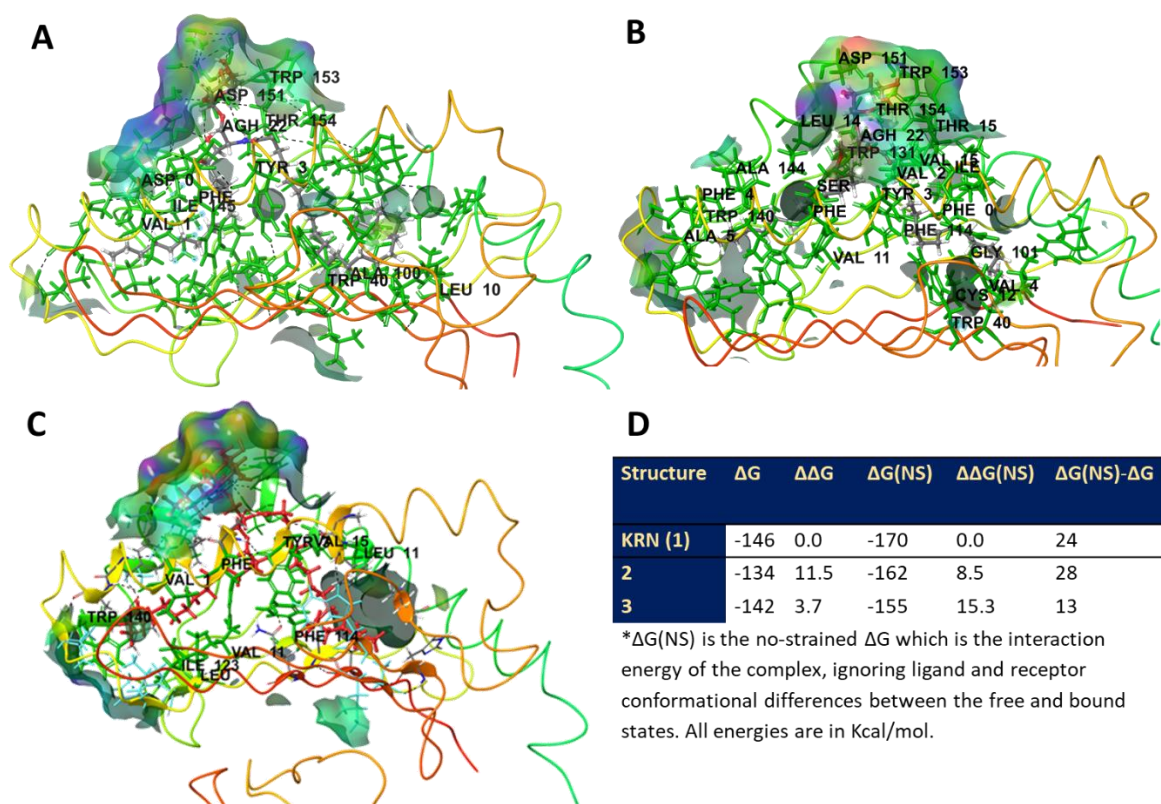 A
TRP 153
ASP 151
AGH 22
THR 154
TYR 3
ASP 0
PHE
ILE 45
VAL 1
ALA 100
TRP 40
LEU 10
B
ASP 151
TRP 153
THR 154
LEU 14
AGH 22
THR 15
TRP 131
VAL 15
ALA 144
VAL 2
ILE
PHE 4
SER
TYR 3
TRP 140
PHE
PHE 0
ALA 5
PHE 114
VAL 11
GLY 101
VAL 4
CYS 12
TRP 40
C
TYR
VAL 15
LEU 11
PHE
VAL 1
TRP 140
PHE 114
VAL 11
ILE 123
LEU
D
Structure ΔG ΔΔG ΔG(NS) ΔΔG(NS) ΔG(NS)-ΔG
KRN (1) -146 0.0 -170 0.0 24
2 -134 11.5 -162 8.5 28
3 -142 3.7 -155 15.3 13
*ΔG(NS) is the no-strained ΔG which is the interaction
energy of the complex, ignoring ligand and receptor
conformational differences between the free and bound
states. All energies are in Kcal/mol.